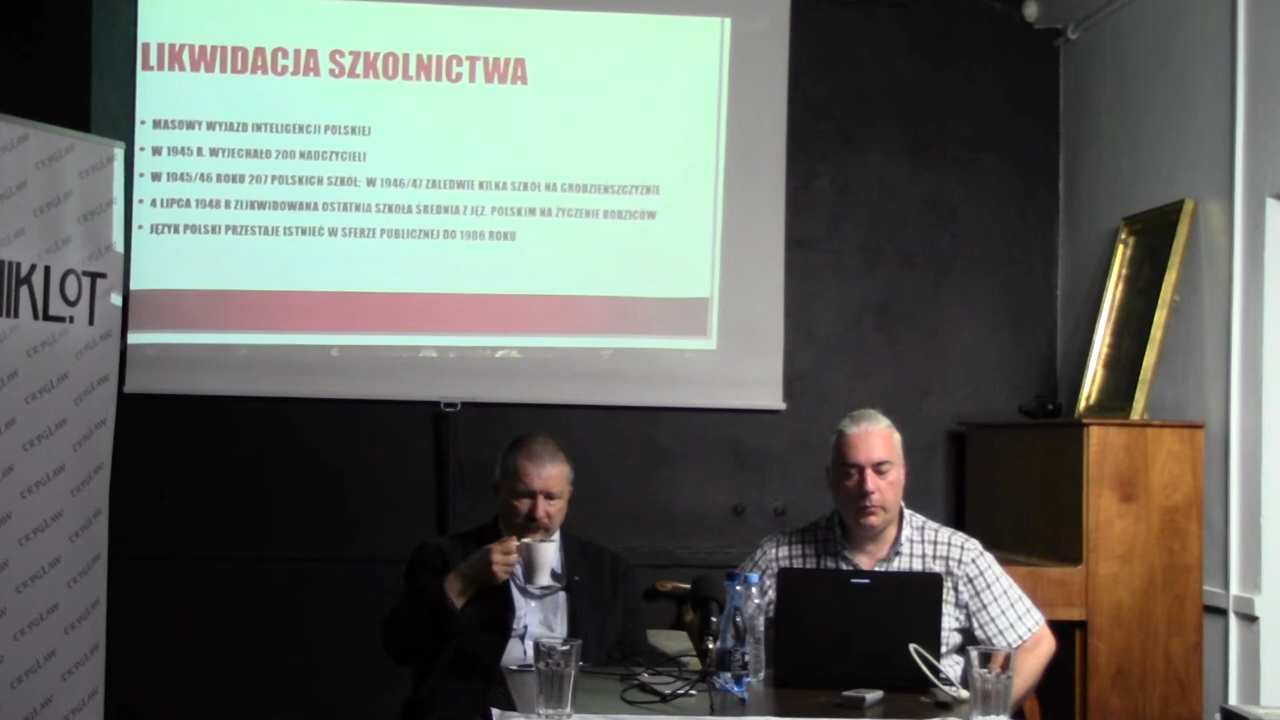 LIKWIDACJA SZKOLNICTWA
• MASOWY WYJAZD INTELIGENCJI POLSKIEJ
• W 1945 R. WYJECHAŁO 200 NAUCZYCIELI
• W 1945/46 ROKU 207 POLSKICH SZKÓŁ; W 1946/47 ZALEDWIE KILKA SZKÓŁ NA GRODZIEŃSZCZYŹNIE
• 4 LIPCA 1948 R ZLIKWIDOWANA OSTATNIA SZKOŁA ŚREDNIA Z JĘZ. POLSKIM NA ŻYCZENIE RODZICÓW
• JĘZYK POLSKI PRZESTAJE ISTNIEĆ W SFERZE PUBLICZNEJ DO 1986 ROKU
NIKLOT
TRYGŁAW